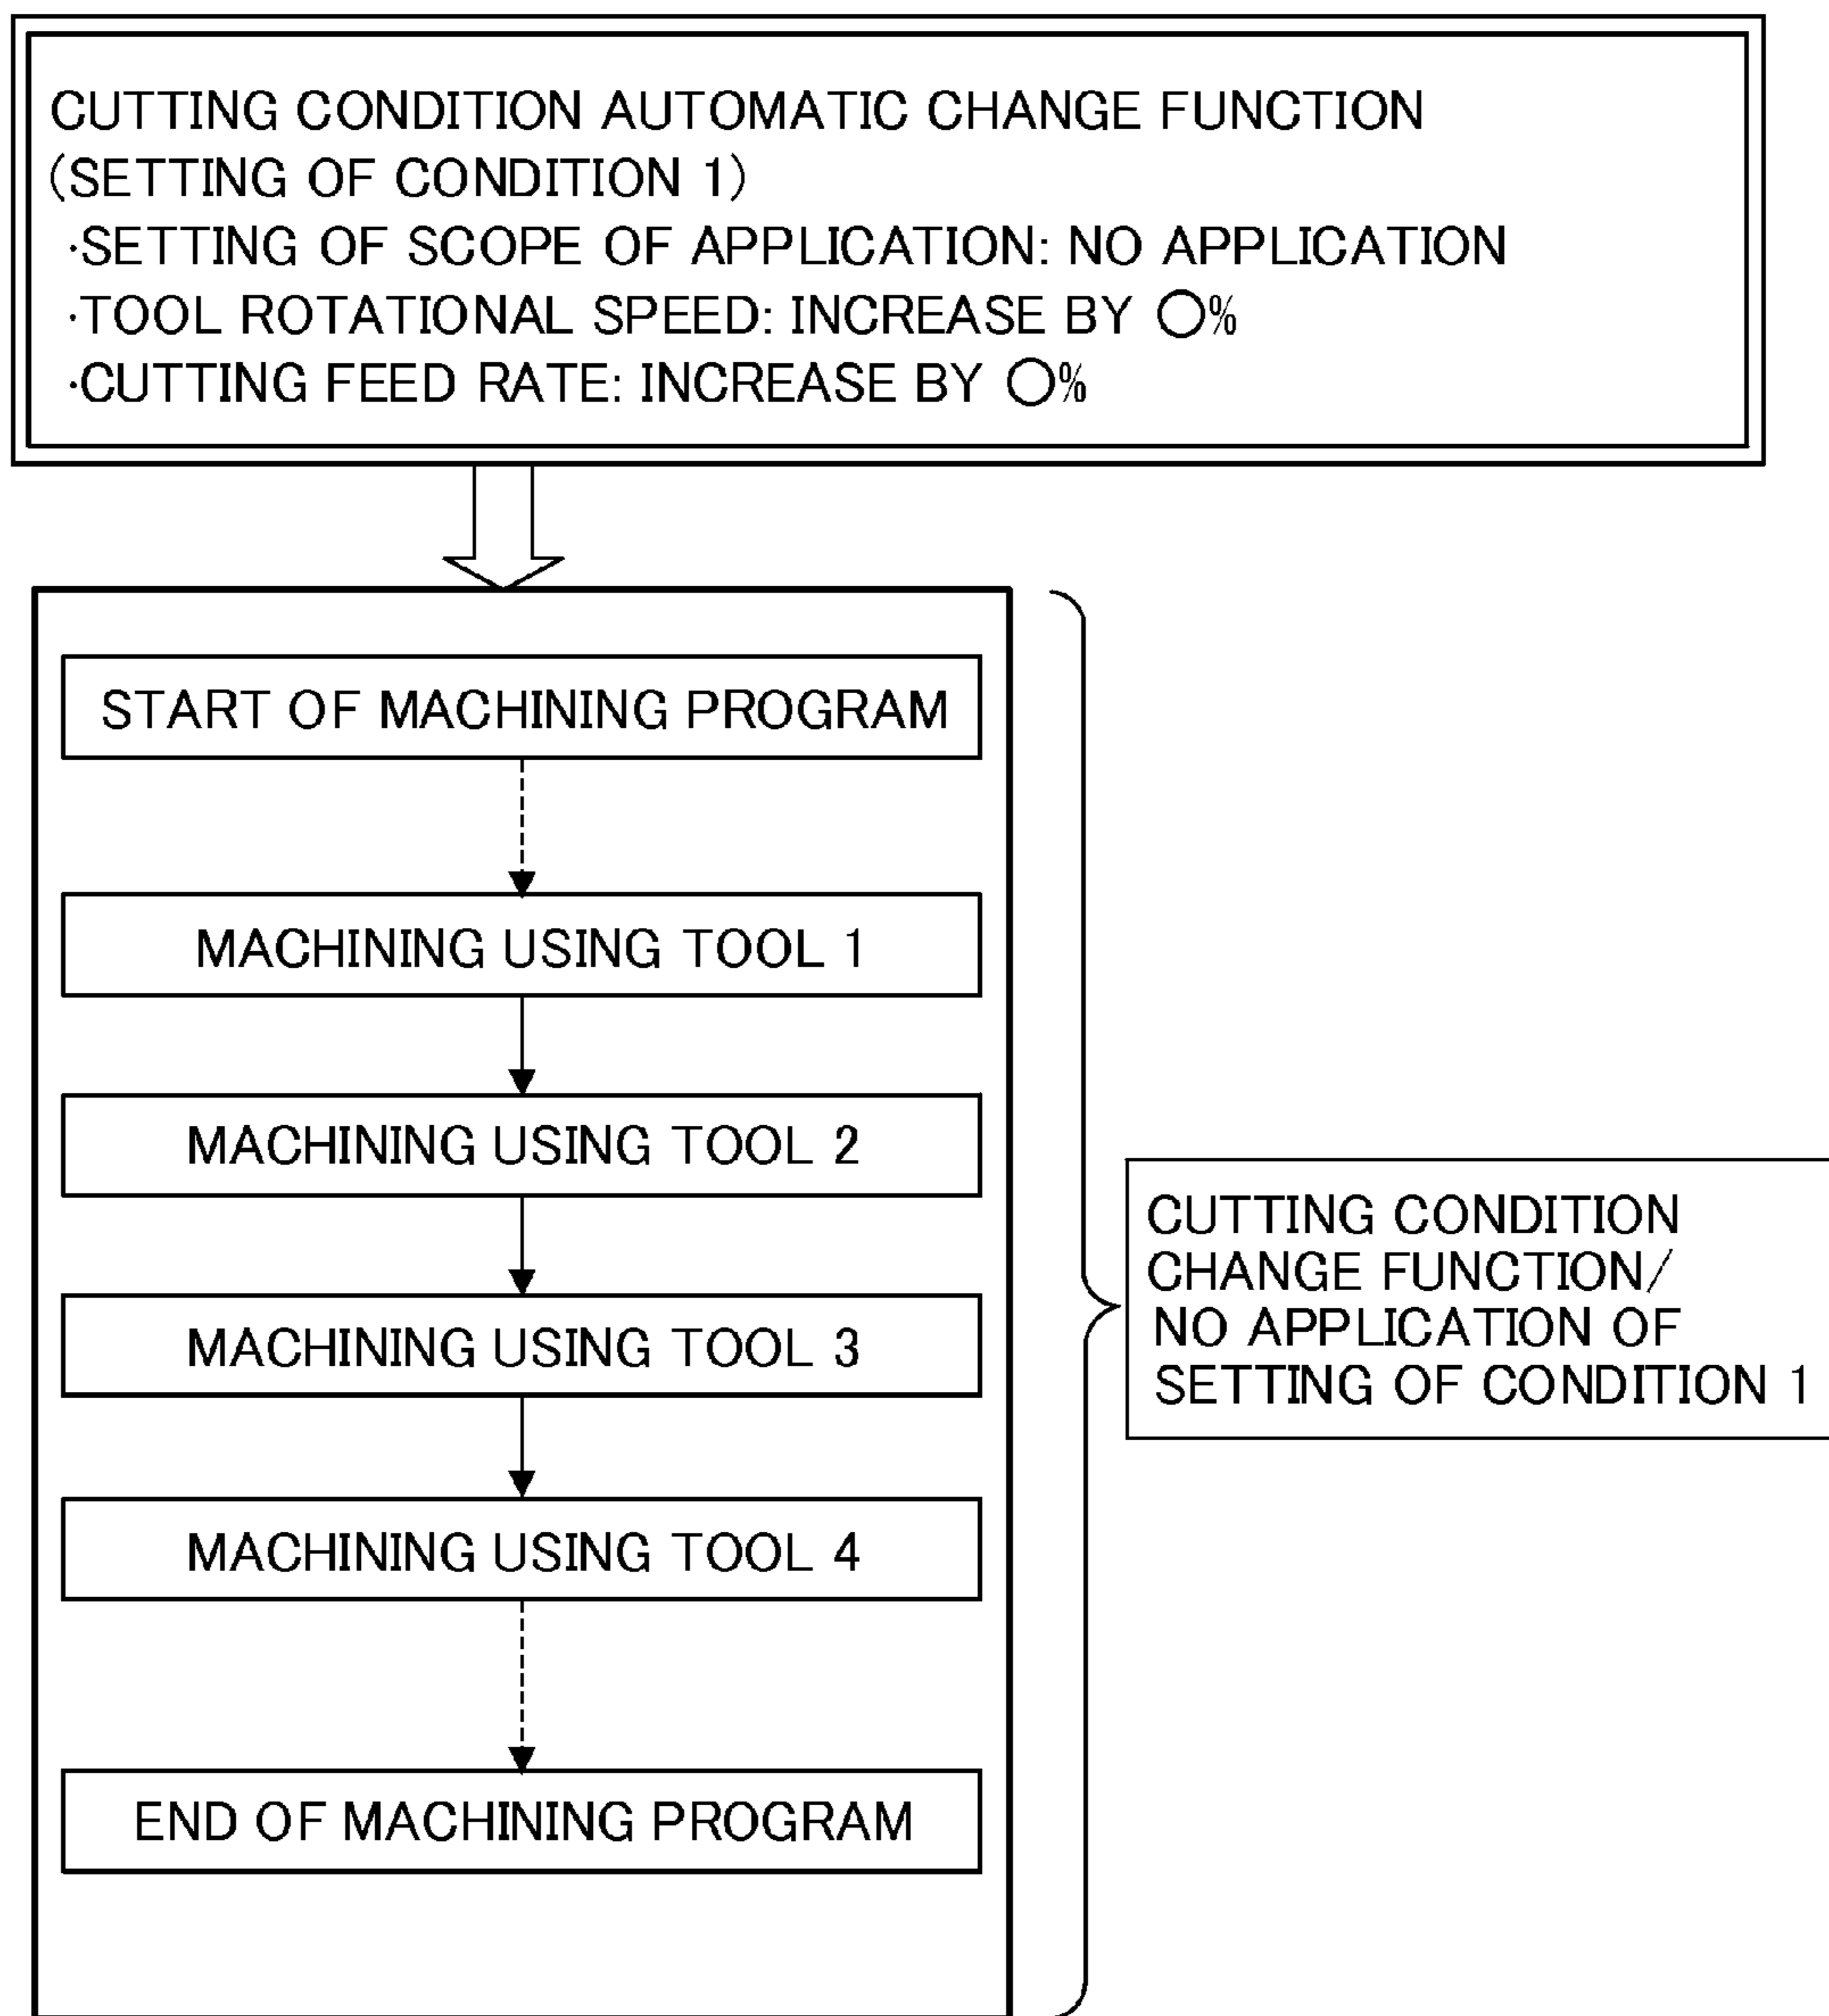 CUTTING CONDITION AUTOMATIC CHANGE FUNCTION
(SETTING OF CONDITION 1)
・SETTING OF SCOPE OF APPLICATION: NO APPLICATION
・TOOL ROTATIONAL SPEED: INCREASE BY ○%
・CUTTING FEED RATE: INCREASE BY ○%
START OF MACHINING PROGRAM
MACHINING USING TOOL 1
MACHINING USING TOOL 2
MACHINING USING TOOL 3
MACHINING USING TOOL 4
END OF MACHINING PROGRAM
CUTTING CONDITION
CHANGE FUNCTION/
NO APPLICATION OF
SETTING OF CONDITION 1